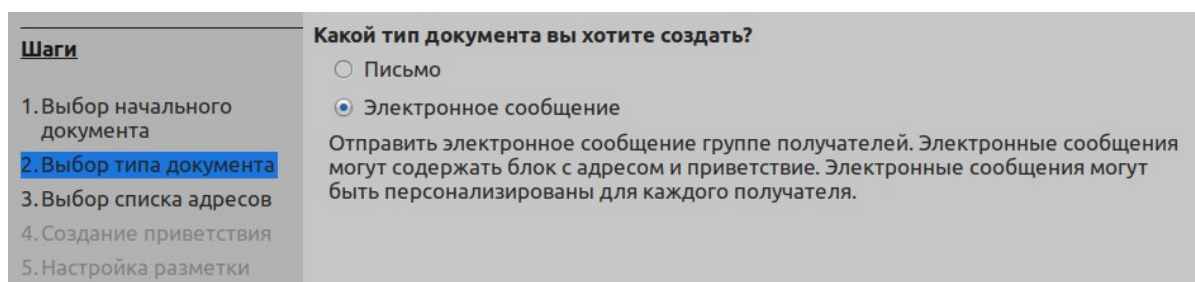 Шаги
1.Выбор начального
документа
2.Выбор типа документа
3.Выбор списка адресов
4.Создание приветствия
5.Настройка разметки
Какой тип документа вы хотите создать?
Письмо
Электронное сообщение
Отправить электронное сообщение группе получателей. Электронные сообщения
могут содержать блок с адресом и приветствие. Электронные сообщения могут
быть персонализированы для каждого получателя.